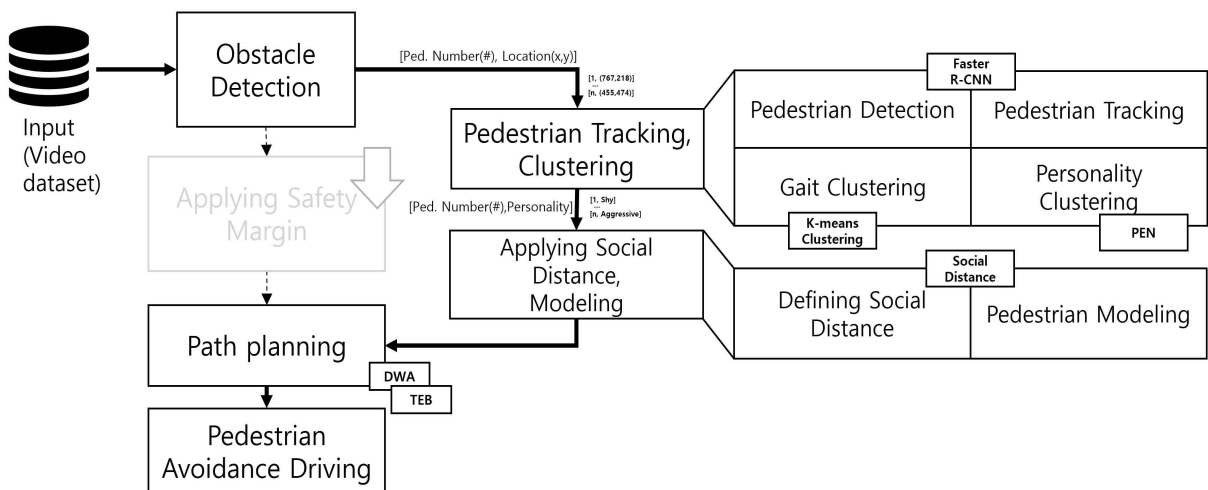 Obstacle
Detection
Input
(Video
dataset)
[Ped. Number(#), Location(x,y)]
[1, (767,218)]
...
[n, (455,474)]
Applying Safety
Margin
Pedestrian Tracking,
Clustering
[Ped. Number(#),Personality]
[1, Shy]
...
[n, Aggressive]
Applying Social
Distance,
Modeling
Path planning
DWA
TEB
Pedestrian
Avoidance Driving
Faster
R-CNN
Pedestrian Detection
Pedestrian Tracking
Gait Clustering
Personality
Clustering
K-means
Clustering
PEN
Social
Distance
Defining Social
Distance
Pedestrian Modeling